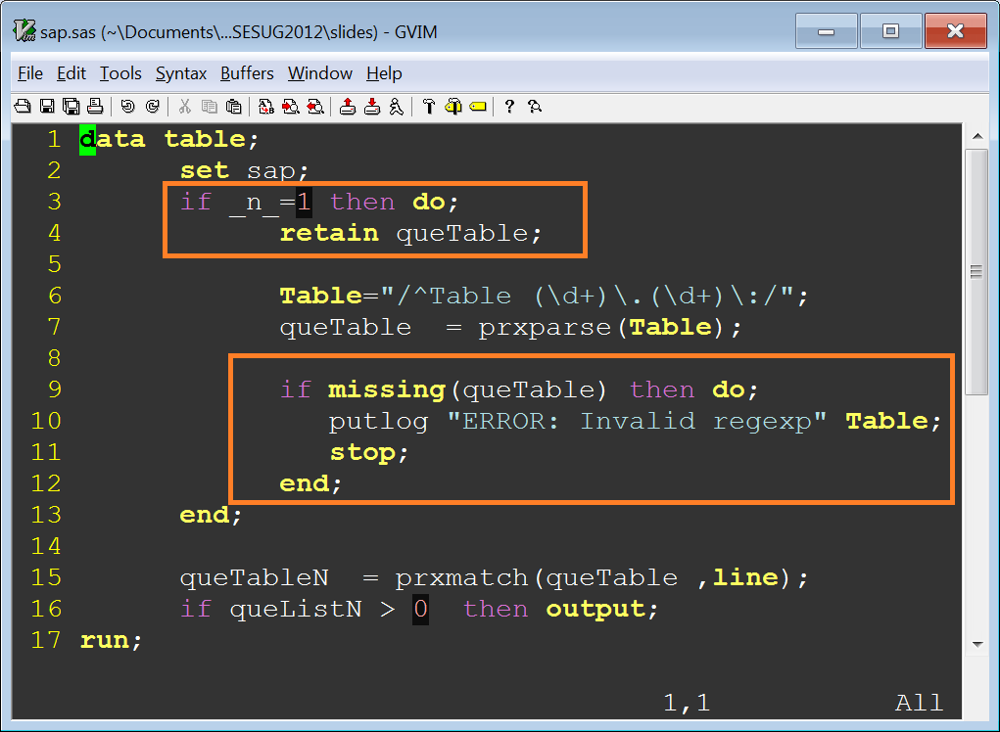 sap.sas (~\Documents\...SESUG2012\slides) - GVIM
File Edit Tools Syntax Buffers Window Help
1 data table;
2 set sap;
3 if _n_=1 then do;
4 retain queTable;
5
6 Table="/^Table (\d+)\.(\d+)\:/";
7 queTable  = prxparse(Table);
8
9 if missing(queTable) then do;
10 putlog "ERROR: Invalid regexp" Table;
11 stop;
12 end;
13 end;
14
15 queTableN  = prxmatch(queTable ,line);
16 if queListN > 0  then output;
17 run;
1,1 All